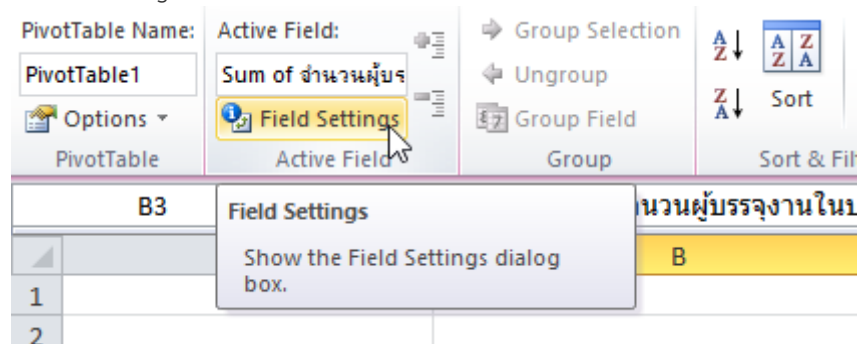 PivotTable Name:
PivotTable1
Options
PivotTable
Active Field:
Sum of จำนวนผู้บร
Field Settings
Active Field
Group Selection
Ungroup
Group Field
Group
A Z
Z A
A Z
Z A
Sort
Sort & Fil
B3
นวนผู้บรรจุงานในบ
Field Settings
Show the Field Settings dialog
box.
B
1
2